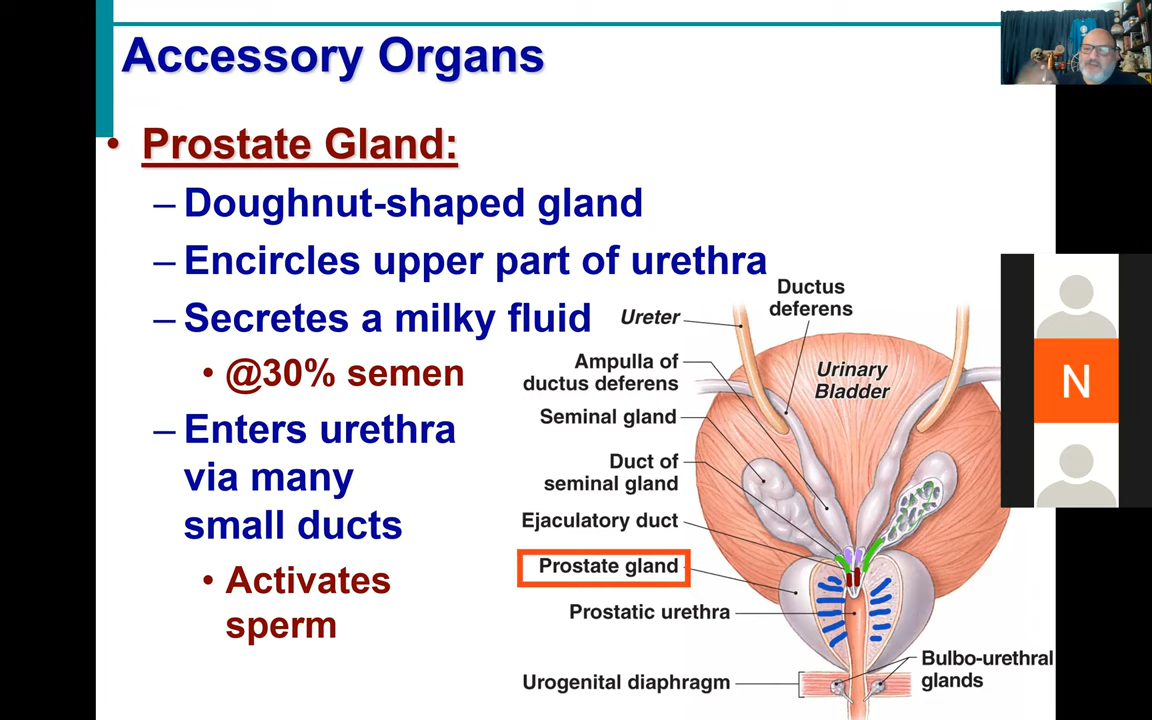 Accessory Organs
• Prostate Gland:
– Doughnut-shaped gland
– Encircles upper part of urethra
– Secretes a milky fluid
• @30% semen
– Enters urethra
via many
small ducts
• Activates
sperm
Ductus
deferens
Ureter
Urinary
Bladder
Ampulla of
ductus deferens
Seminal gland
Duct of
seminal gland
Ejaculatory duct
Prostate gland
Prostatic urethra
Bulbo-urethral
glands
Urogenital diaphragm
N